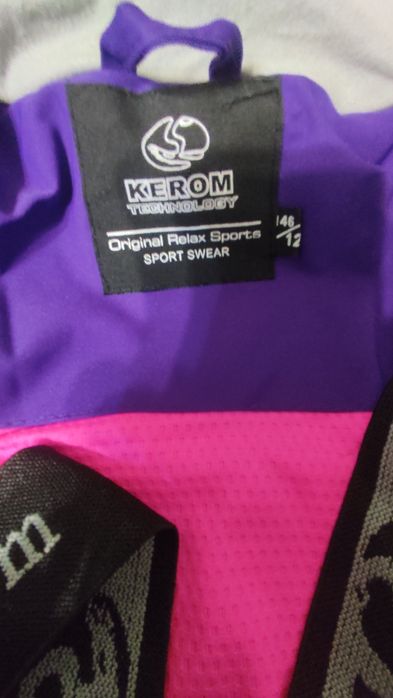 KEROM
TECHNOLOGY
Original Relax Sports
SPORT SWEAR
146
/12
m